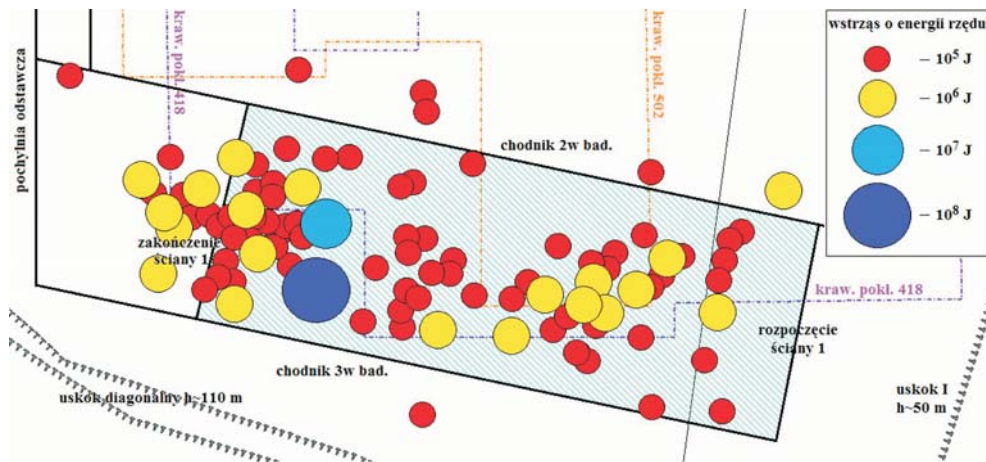 wstrząs o energii rzędu
– 10⁵ J
– 10⁶ J
– 10⁷ J
– 10⁸ J
pochylnia odstawcza
kraw. pokł. 418
kraw. pokł. 502
chodnik 2w bad.
zakończenie
ściany 1
kraw. pokł. 418
rozpoczęcie
ściany 1
chodnik 3w bad.
uskok diagonalny h~110 m
uskok I
h~50 m